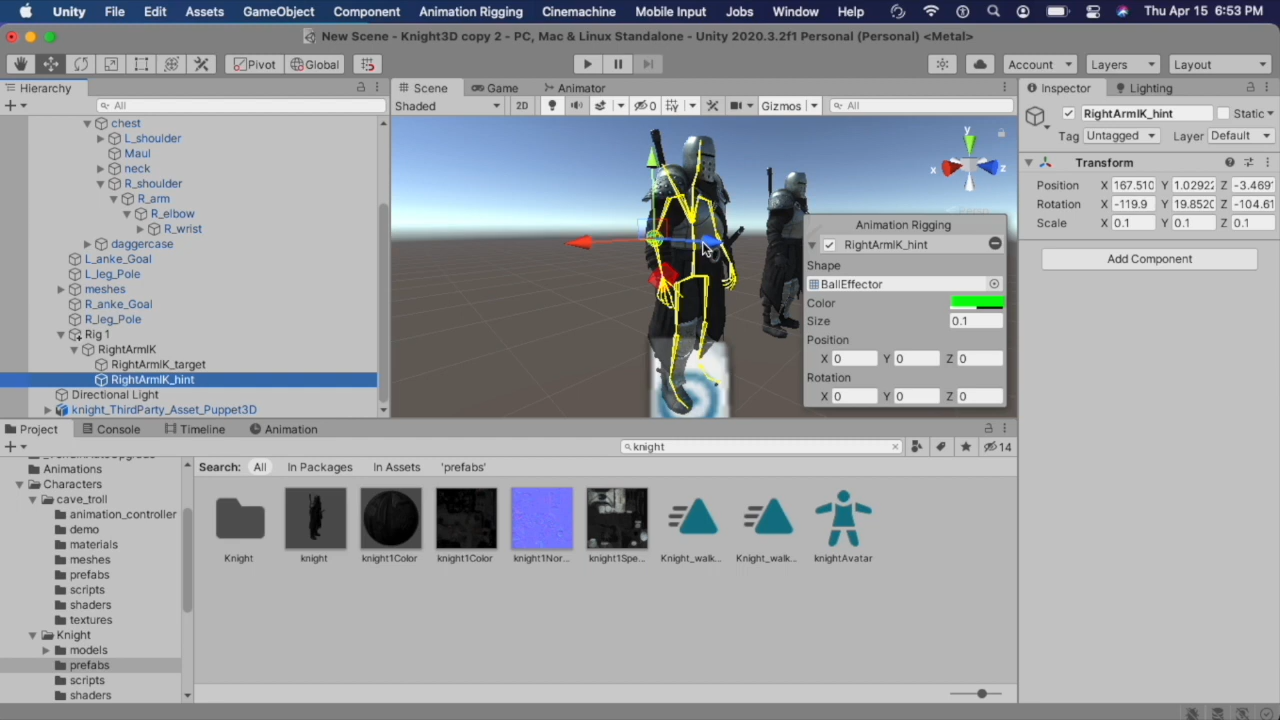 Unity File Edit Assets GameObject Component Animation Rigging Cinemachine Mobile Input Jobs Window Help Thu Apr 15 6:53 PM
New Scene - Knight3D copy 2 - PC, Mac & Linux Standalone - Unity 2020.3.2f1 Personal (Personal) <Metal>
Pivot Global Account Layers Layout
Hierarchy
All
chest
L_shoulder
Maul
neck
R_shoulder
R_arm
R_elbow
R_wrist
daggercase
L_anke_Goal
L_leg_Pole
meshes
R_anke_Goal
R_leg_Pole
Rig 1
RightArmIK
RightArmIK_target
RightArmIK_hint
Directional Light
knight_ThirdParty_Asset_Puppet3D
Scene Game Animator
Shaded 2D 0 Gizmos All
y
x z
Animation Rigging
RightArmIK_hint
Shape
BallEffector
Color
Size 0.1
Position
X 0 Y 0 Z 0
Rotation
X 0 Y 0 Z 0
Inspector Lighting
RightArmIK_hint Static
Tag Untagged Layer Default
Transform
Position X 167.510 Y 1.02922 Z -3.469
Rotation X -119.9 Y 19.8520 Z -104.61
Scale X 0.1 Y 0.1 Z 0.1
Add Component
Project Console Timeline Animation
knight 14
Animations
Characters
cave_troll
animation_controller
demo
materials
meshes
prefabs
scripts
shaders
textures
Knight
models
prefabs
scripts
shaders
Search: All In Packages In Assets 'prefabs'
Knight knight knight1Color knight1Color knight1Nor... knight1Spe... Knight_walk... Knight_walk... knightAvatar